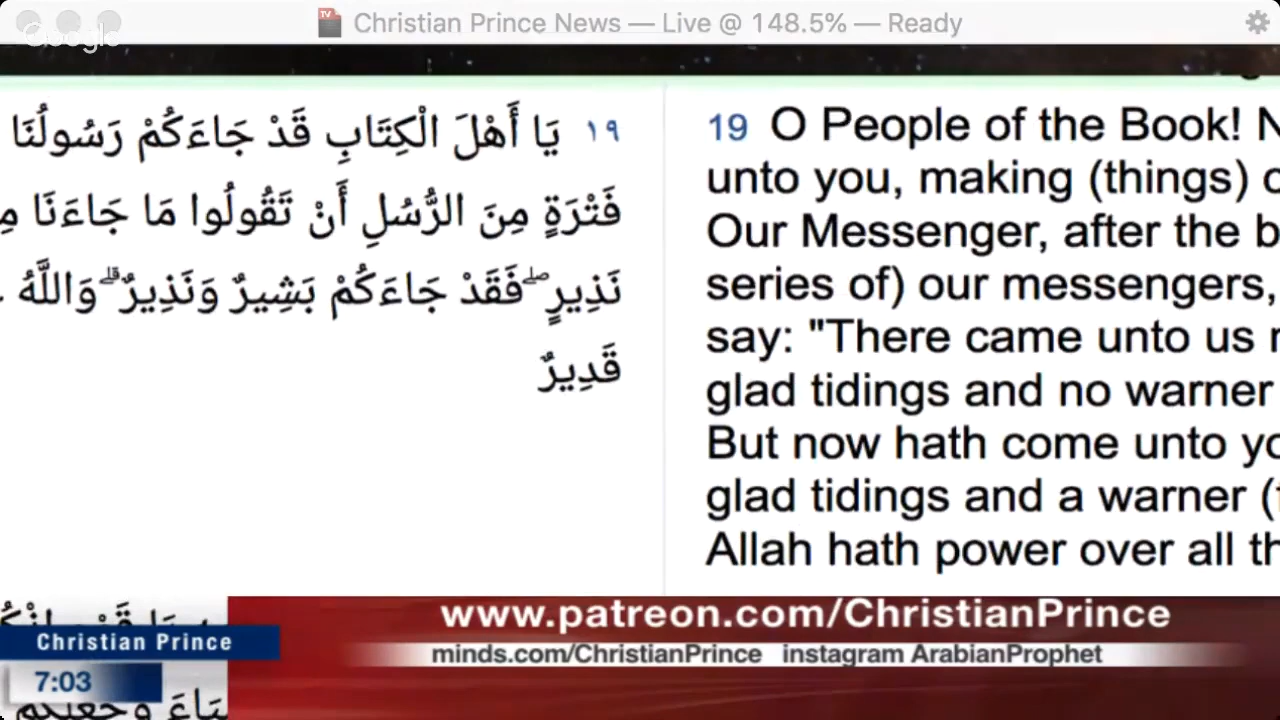 Christian Prince News — Live @ 148.5% — Ready
Google
١٩ يَا أَهْلَ الْكِتَابِ قَدْ جَاءَكُمْ رَسُولُنَا
فَتْرَةٍ مِنَ الرُّسُلِ أَنْ تَقُولُوا مَا جَاءَنَا
نَذِيرٍ ۖ فَقَدْ جَاءَكُمْ بَشِيرٌ وَنَذِيرٌ ۗ وَاللَّهُ
قَدِيرٌ
19 O People of the Book! N
unto you, making (things)
Our Messenger, after the b
series of) our messengers,
say: "There came unto us
glad tidings and no warner
But now hath come unto yo
glad tidings and a warner (
Allah hath power over all th
www.patreon.com/ChristianPrince
Christian Prince
minds.com/ChristianPrince instagram ArabianProphet
7:03